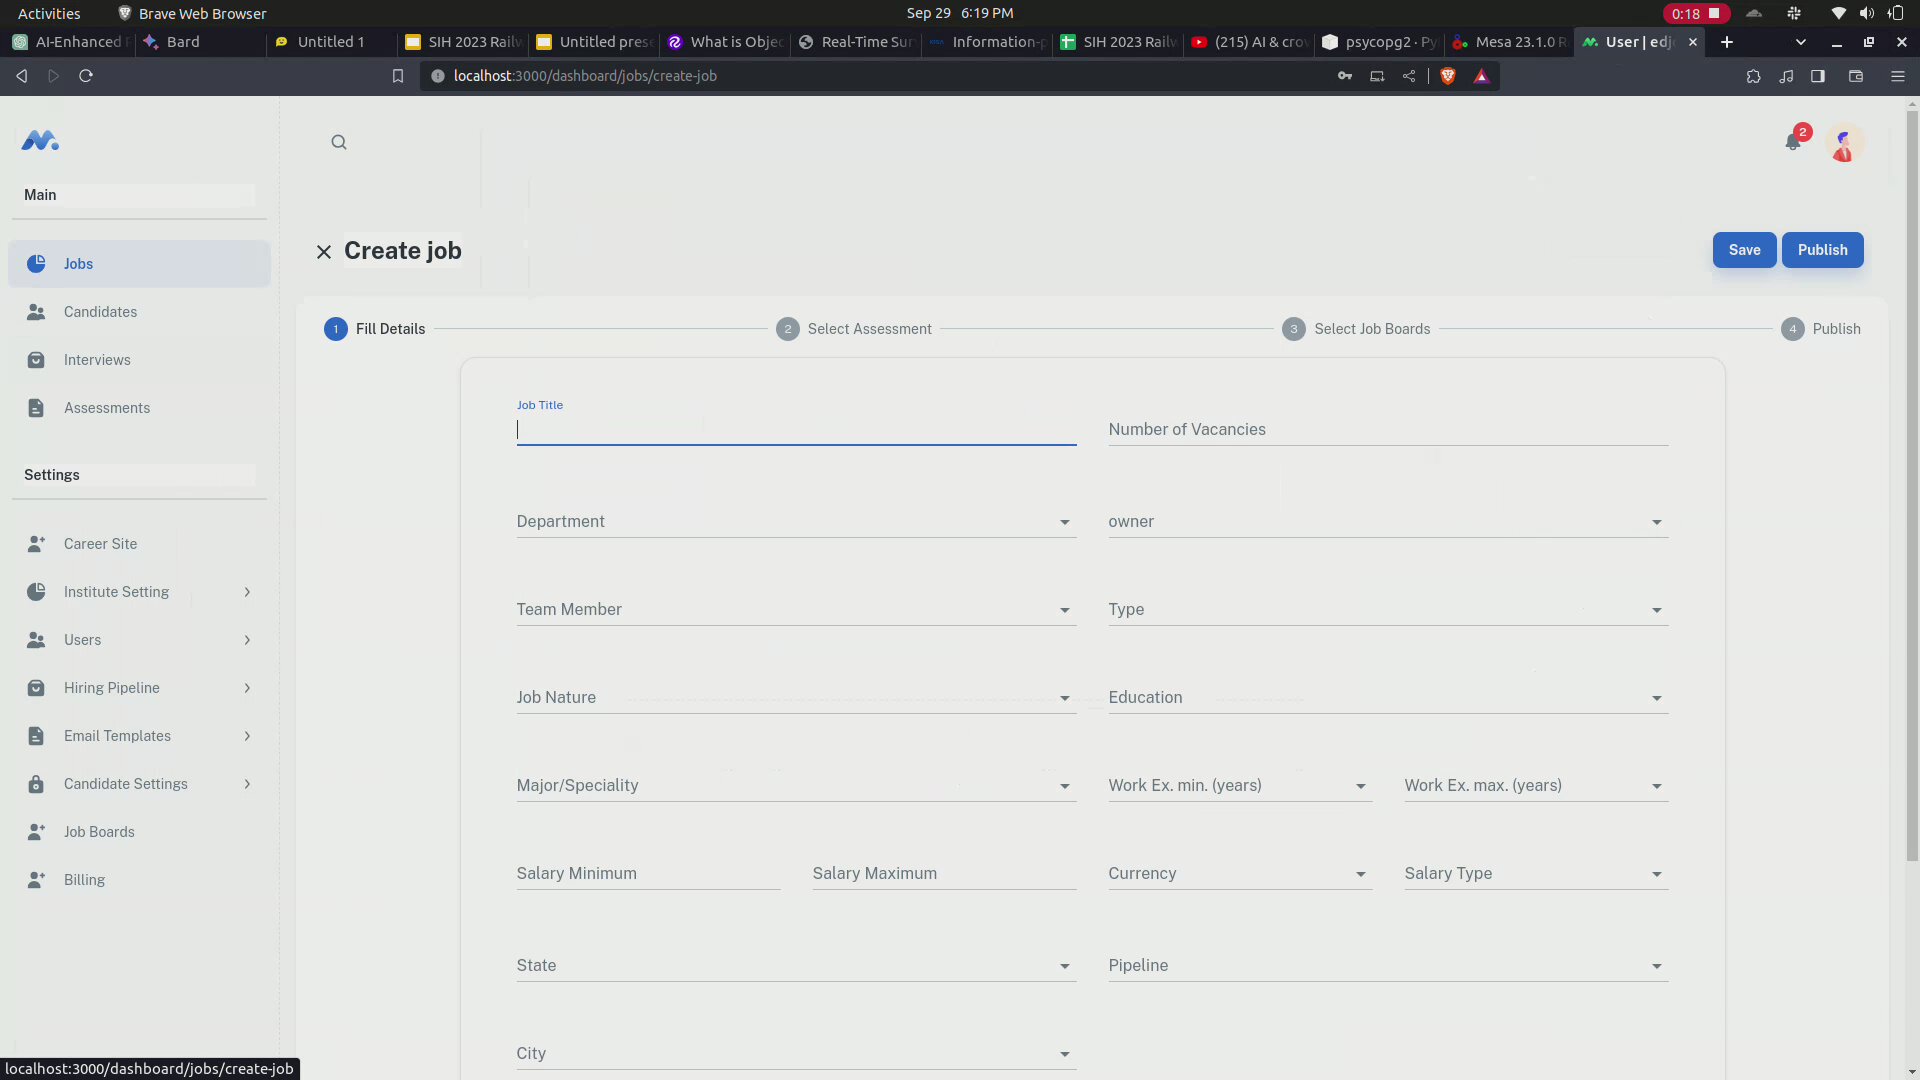 Activities Brave Web Browser Sep 29 6:19 PM 0:18
AI-Enhanced Bard Untitled 1 SIH 2023 Railw Untitled prese What is Objec Real-Time Sur Information-p SIH 2023 Railw (215) AI & crow psycopg2 · Py Mesa 23.1.0 R User | edj
localhost:3000/dashboard/jobs/create-job
2
Main
Create job
Save Publish
Jobs
1 Fill Details 2 Select Assessment 3 Select Job Boards 4 Publish
Candidates
Interviews
Assessments
Job Title
Number of Vacancies
Settings
Department owner
Career Site
Institute Setting
Team Member Type
Users
Hiring Pipeline
Job Nature Education
Email Templates
Candidate Settings
Major/Speciality Work Ex. min. (years) Work Ex. max. (years)
Job Boards
Salary Minimum Salary Maximum Currency Salary Type
Billing
State Pipeline
City
localhost:3000/dashboard/jobs/create-job